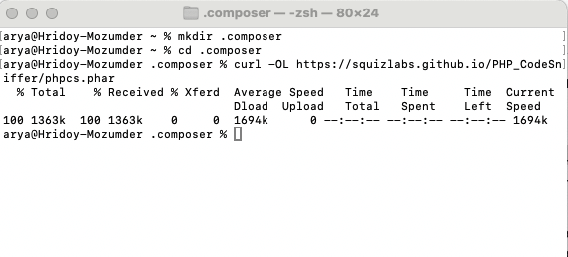 .composer — -zsh — 80×24
[arya@Hridoy-Mozumder ~ % mkdir .composer ]
[arya@Hridoy-Mozumder ~ % cd .composer ]
[arya@Hridoy-Mozumder .composer % curl -OL https://squizlabs.github.io/PHP_CodeSn]
iffer/phpcs.phar
  % Total    % Received % Xferd  Average Speed   Time    Time     Time  Current
                                 Dload  Upload   Total   Spent    Left  Speed
100 1363k  100 1363k    0     0  1694k      0 --:--:-- --:--:-- --:--:-- 1694k
arya@Hridoy-Mozumder .composer %